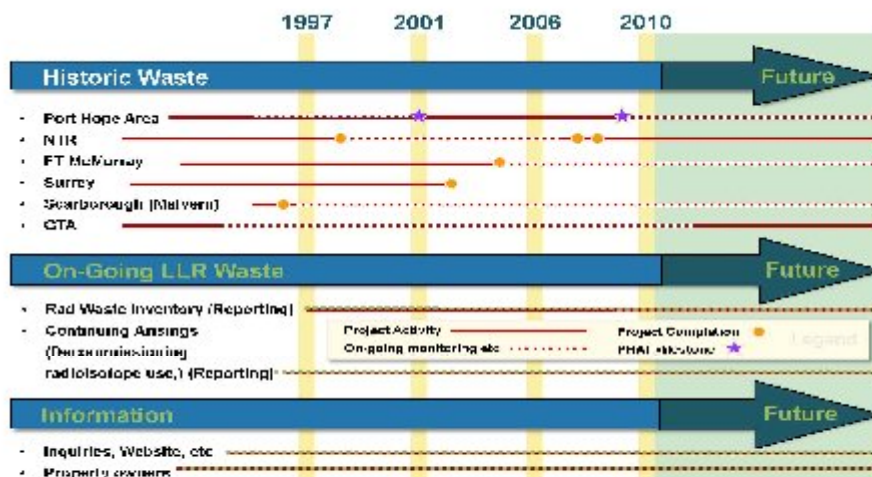 1997 2001 2006 2010
Historic Waste Future
- Port Hope Area
- NTR
- FT McMurray
- Surrey
- Scarborough (Malvern)
- GTA
On-Going LLR Waste Future
- Rad Waste Inventory (Reporting)
- Continuing Arisings
(Decommissioning
radioisotope use,) (Reporting)
Project Activity Project Completion
On-going monitoring etc Milestone
Legend
Information Future
- Inquiries, Website, etc
- Property owners